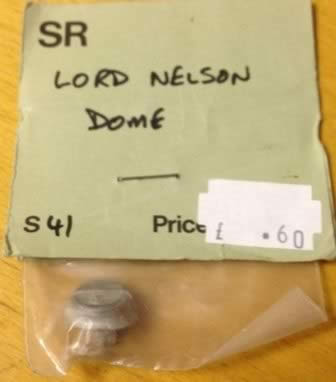 SR
LORD NELSON
DOME
S41 Price £ .60